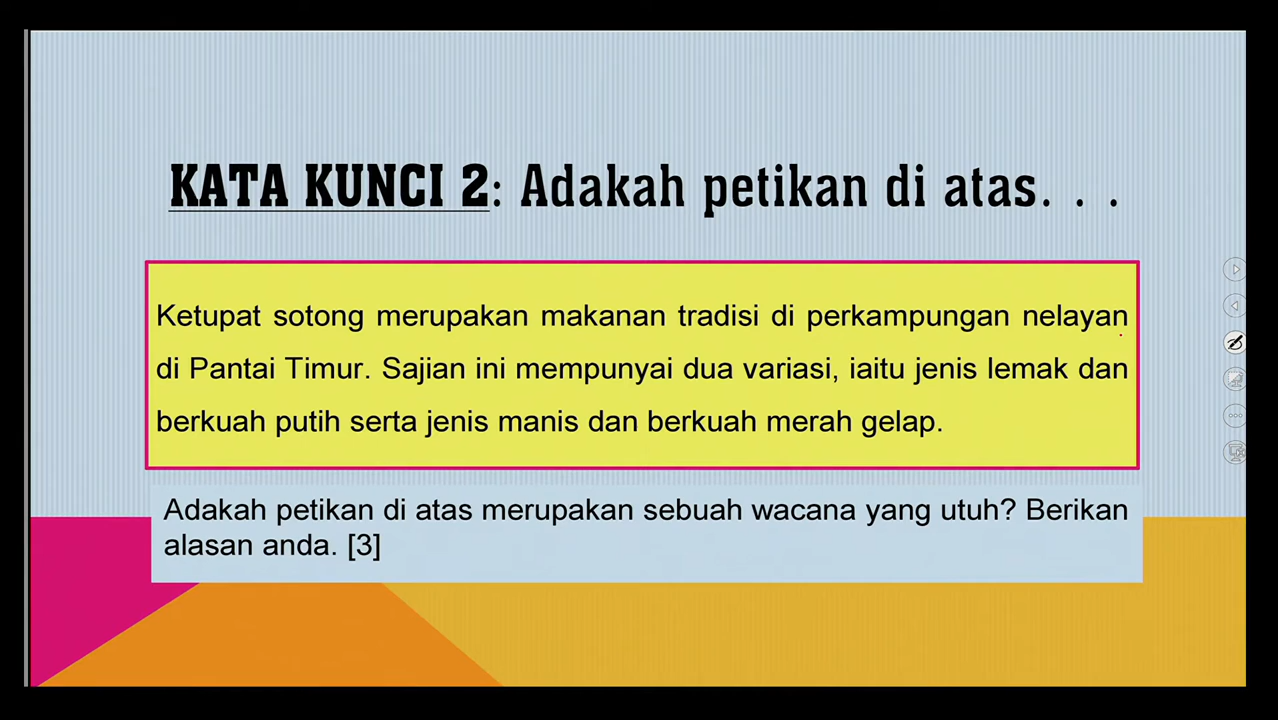 KATA KUNCI 2: Adakah petikan di atas. . .
Ketupat sotong merupakan makanan tradisi di perkampungan nelayan
di Pantai Timur. Sajian ini mempunyai dua variasi, iaitu jenis lemak dan
berkuah putih serta jenis manis dan berkuah merah gelap.
Adakah petikan di atas merupakan sebuah wacana yang utuh? Berikan
alasan anda. [3]